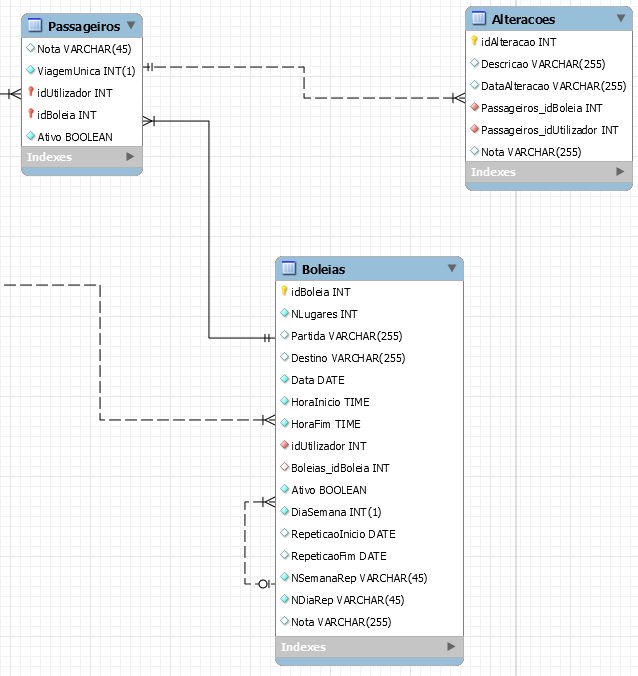 Passageiros
Nota VARCHAR(45)
ViagemUnica INT(1)
idUtilizador INT
idBoleia INT
Ativo BOOLEAN
Indexes
Alteracoes
idAlteracao INT
Descricao VARCHAR(255)
DataAlteracao VARCHAR(255)
Passageiros_idBoleia INT
Passageiros_idUtilizador INT
Nota VARCHAR(255)
Indexes
Boleias
idBoleia INT
NLugares INT
Partida VARCHAR(255)
Destino VARCHAR(255)
Data DATE
HoraInicio TIME
HoraFim TIME
idUtilizador INT
Boleias_idBoleia INT
Ativo BOOLEAN
DiaSemana INT(1)
RepeticaoInicio DATE
RepeticaoFim DATE
NSemanaRep VARCHAR(45)
NDiaRep VARCHAR(45)
Nota VARCHAR(255)
Indexes